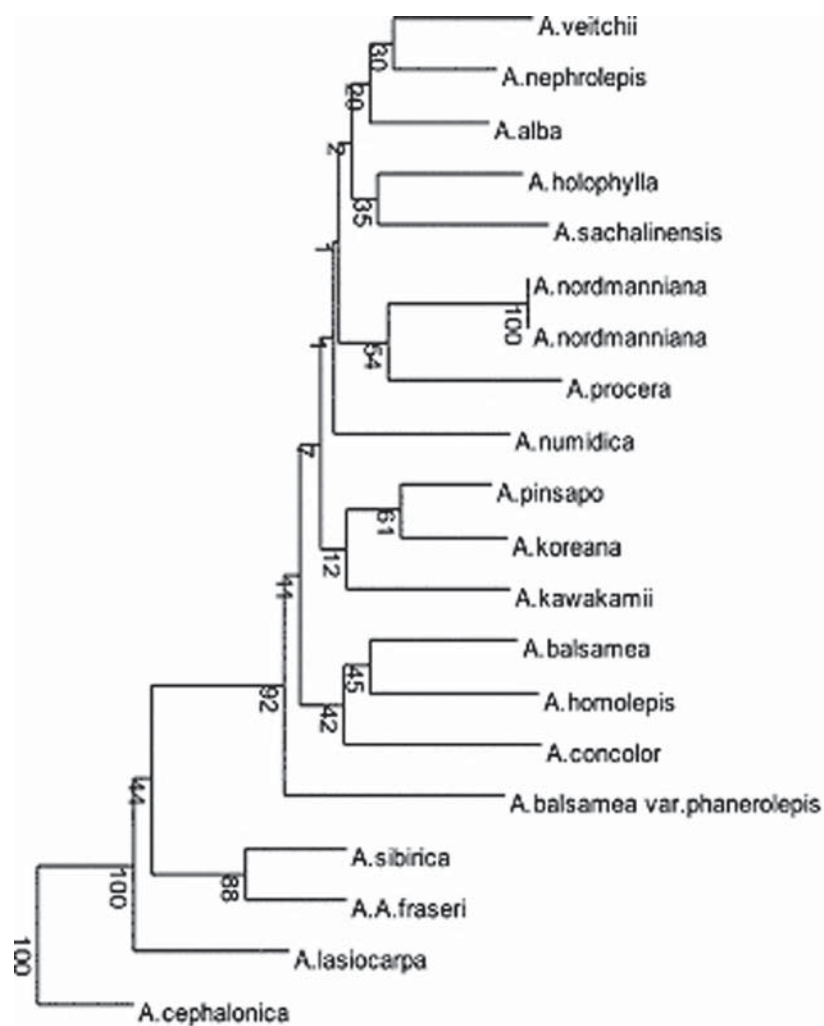 A.veitchii
30
A.nephrolepis
20
A.alba
2
A.holophylla
35
A.sachalinensis
1
A.nordmanniana
100
A.nordmanniana
1
54
A.procera
A.numidica
7
A.pinsapo
61
A.koreana
12
A.kawakamii
11
A.balsamea
45
A.homolepis
92
42
A.concolor
44
A.balsamea var.phanerolepis
A.sibirica
100
88
A.A.fraseri
100
A.lasiocarpa
A.cephalonica